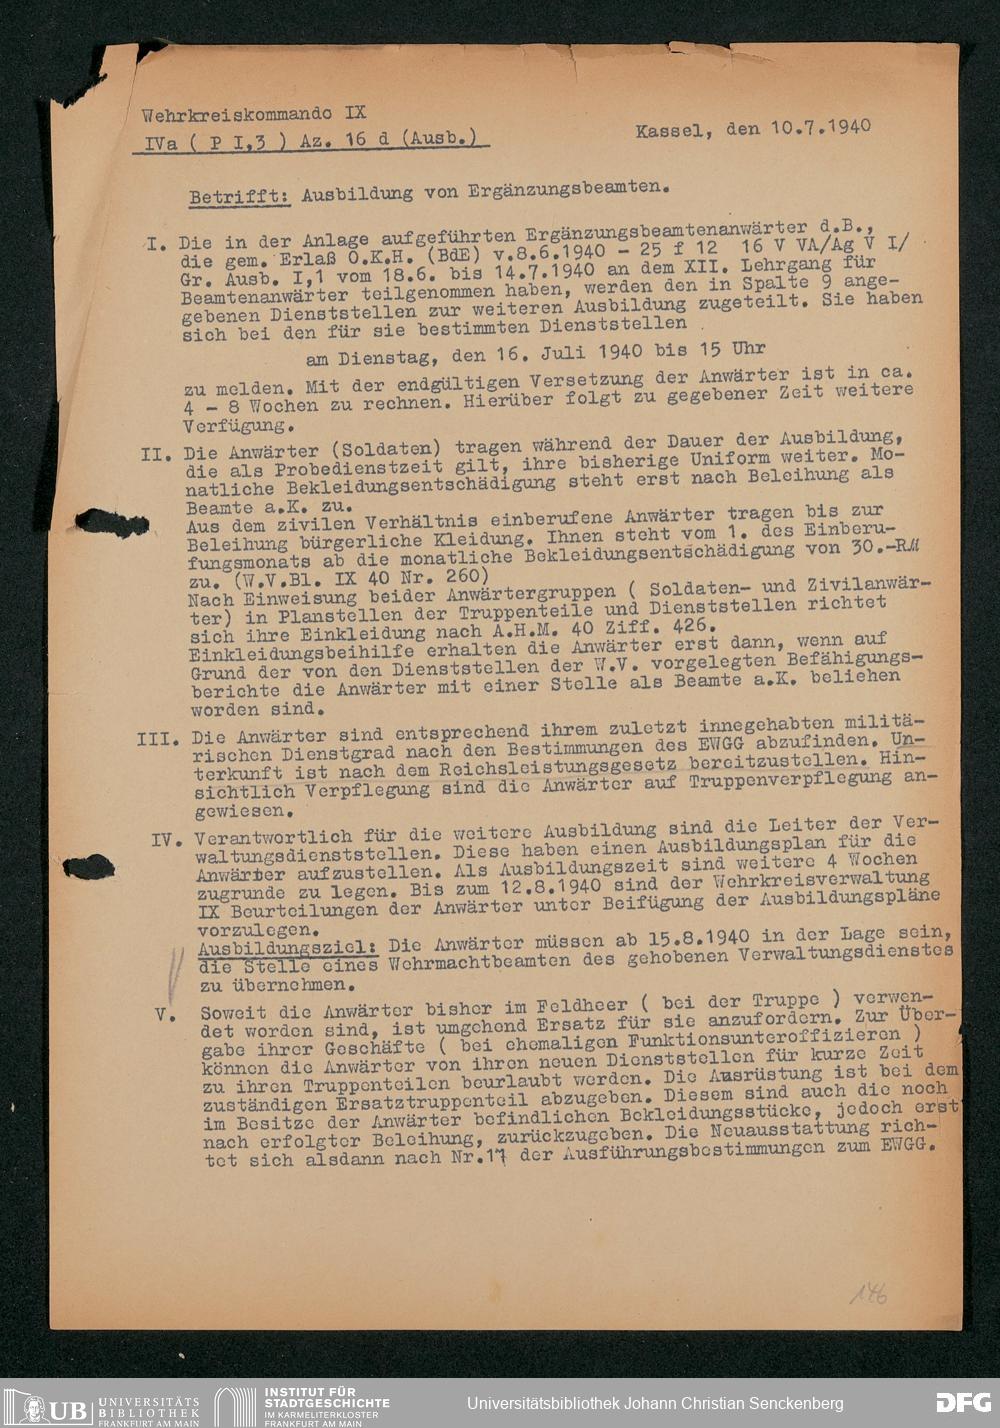 Wehrkreiskommando IX
IVa ( P I,3 ) Az. 16 d (Ausb.)
Kassel, den 10.7.1940
Betrifft: Ausbildung von Ergänzungsbeamten.
I. Die in der Anlage aufgeführten Ergänzungsbeamtenanwärter d.B.,
die gem. Erlaß O.K.H. (BdE) v.8.6.1940 - 25 f 12 16 V VA/Ag V I/
Gr. Ausb. I,1 vom 18.6. bis 14.7.1940 an dem XII. Lehrgang für
Beamtenanwärter teilgenommen haben, werden den in Spalte 9 ange-
gebenen Dienststellen zur weiteren Ausbildung zugeteilt. Sie haben
sich bei den für sie bestimmten Dienststellen
am Dienstag, den 16. Juli 1940 bis 15 Uhr
zu melden. Mit der endgültigen Versetzung der Anwärter ist in ca.
4 - 8 Wochen zu rechnen. Hierüber folgt zu gegebener Zeit weitere
Verfügung.
II. Die Anwärter (Soldaten) tragen während der Dauer der Ausbildung,
die als Probedienstzeit gilt, ihre bisherige Uniform weiter. Mo-
natliche Bekleidungsentschädigung steht erst nach Beleihung als
Beamte a.K. zu.
Aus dem zivilen Verhältnis einberufene Anwärter tragen bis zur
Beleihung bürgerliche Kleidung. Ihnen steht vom 1. des Einberu-
fungsmonats ab die monatliche Bekleidungsentschädigung von 30.-RM
zu. (W.V.Bl. IX 40 Nr. 260)
Nach Einweisung beider Anwärtergruppen ( Soldaten- und Zivilanwär-
ter) in Planstellen der Truppenteile und Dienststellen richtet
sich ihre Einkleidung nach A.H.M. 40 Ziff. 426.
Einkleidungsbeihilfe erhalten die Anwärter erst dann, wenn auf
Grund der von den Dienststellen der W.V. vorgelegten Befähigungs-
berichte die Anwärter mit einer Stelle als Beamte a.K. beliehen
worden sind.
III. Die Anwärter sind entsprechend ihrem zuletzt innegehabten militä-
rischen Dienstgrad nach den Bestimmungen des EWGG abzufinden. Un-
terkunft ist nach dem Reichsleistungsgesetz bereitzustellen. Hin-
sichtlich Verpflegung sind die Anwärter auf Truppenverpflegung an-
gewiesen.
IV. Verantwortlich für die weitere Ausbildung sind die Leiter der Ver-
waltungsdienststellen. Diese haben einen Ausbildungsplan für die
Anwärter aufzustellen. Als Ausbildungszeit sind weitere 4 Wochen
zugrunde zu legen. Bis zum 12.8.1940 sind der Wehrkreisverwaltung
IX Beurteilungen der Anwärter unter Beifügung der Ausbildungspläne
vorzulegen.
Ausbildungsziel: Die Anwärter müssen ab 15.8.1940 in der Lage sein,
die Stelle eines Wehrmachtbeamten des gehobenen Verwaltungsdienstes
zu übernehmen.
V. Soweit die Anwärter bisher im Feldheer ( bei der Truppe ) verwen-
det worden sind, ist umgehend Ersatz für sie anzufordern. Zur Über-
gabe ihrer Geschäfte ( bei ehemaligen Funktionsunteroffizieren )
können die Anwärter von ihren neuen Dienststellen für kurze Zeit
zu ihren Truppenteilen beurlaubt werden. Die Ausrüstung ist bei dem
zuständigen Ersatztruppenteil abzugeben. Diesem sind auch die noch
im Besitze der Anwärter befindlichen Bekleidungsstücke, jedoch erst
nach erfolgter Beleihung, zurückzugeben. Die Neuausstattung rich-
tet sich alsdann nach Nr.17 der Ausführungsbestimmungen zum EWGG.
146
UB UNIVERSITÄTS
BIBLIOTHEK
FRANKFURT AM MAIN
INSTITUT FÜR
STADTGESCHICHTE
IM KARMELITERKLOSTER
FRANKFURT AM MAIN
Universitätsbibliothek Johann Christian Senckenberg
DFG